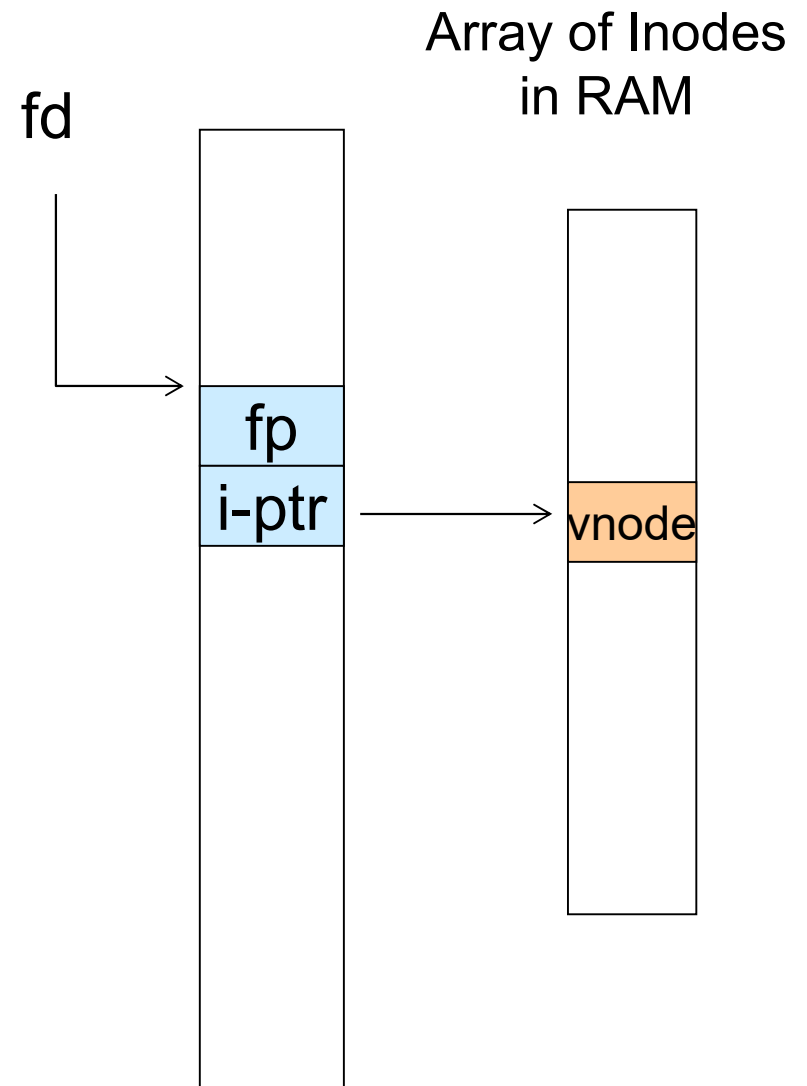 Array of Inodes
in RAM
fd
fp
i-ptr
vnode